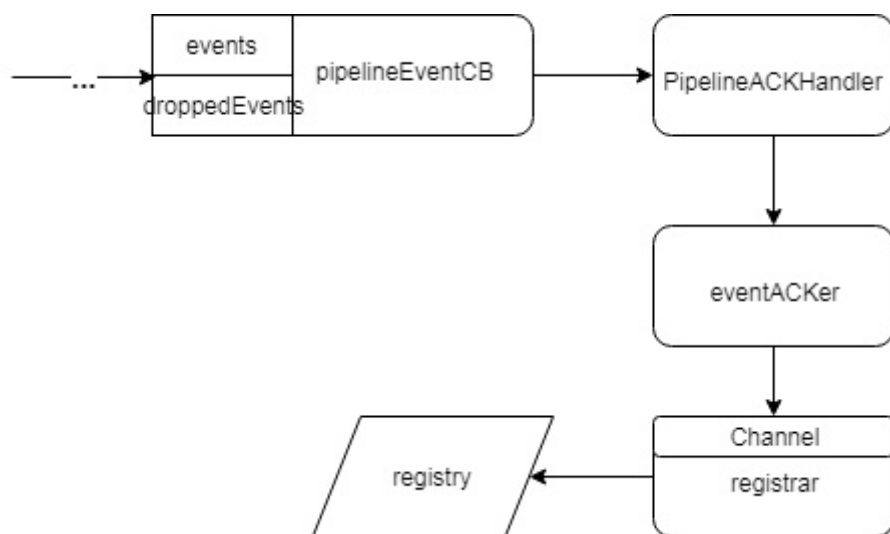 events
pipelineEventCB
PipelineACKHandler
...
droppedEvents
eventACKer
Channel
registry
registrar